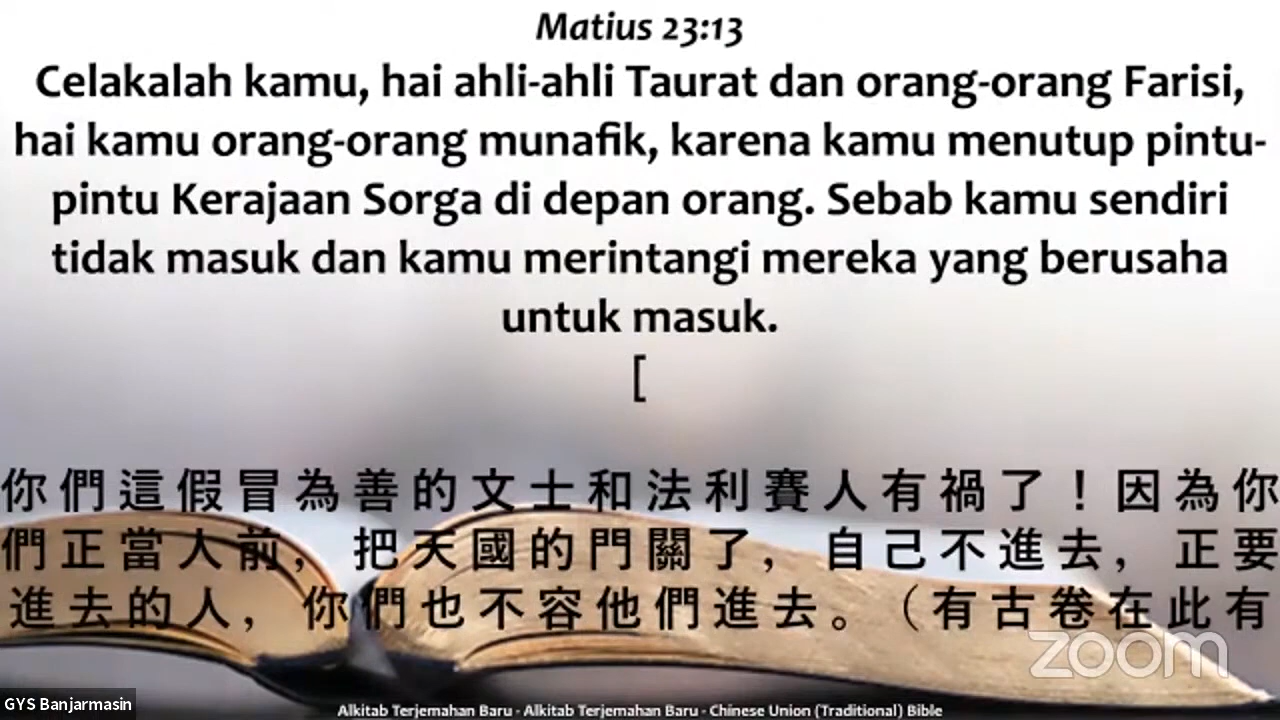 Matius 23:13
Celakalah kamu, hai ahli-ahli Taurat dan orang-orang Farisi,
hai kamu orang-orang munafik, karena kamu menutup pintu-
pintu Kerajaan Sorga di depan orang. Sebab kamu sendiri
tidak masuk dan kamu merintangi mereka yang berusaha
untuk masuk.
[
你們這假冒為善的文士和法利賽人有禍了！因為你
們正當人前，把天國的門關了，自己不進去，正要
進去的人，你們也不容他們進去。（有古卷在此有
zoom
GYS Banjarmasin
Alkitab Terjemahan Baru - Alkitab Terjemahan Baru - Chinese Union (Traditional) Bible